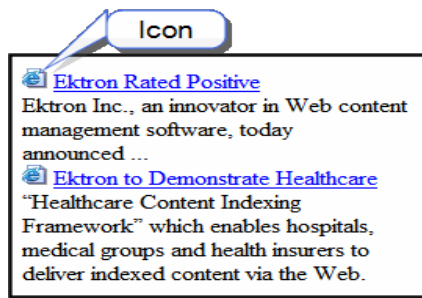 Icon
Ektron Rated Positive
Ektron Inc., an innovator in Web content
management software, today
announced ...
Ektron to Demonstrate Healthcare
“Healthcare Content Indexing
Framework” which enables hospitals,
medical groups and health insurers to
deliver indexed content via the Web.